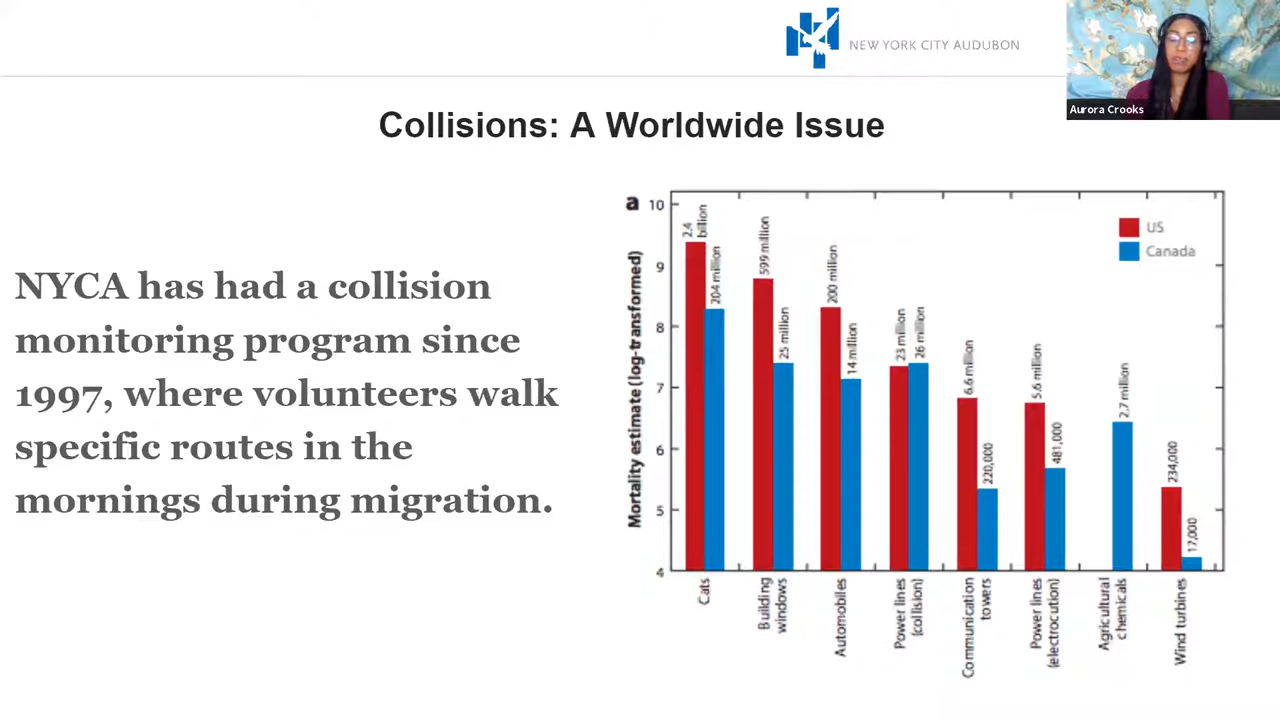 NEW YORK CITY AUDUBON
Aurora Crooks
Collisions: A Worldwide Issue
NYCA has had a collision
monitoring program since
1997, where volunteers walk
specific routes in the
mornings during migration.
a
Mortality estimate (log-transformed)
10
9
8
7
6
5
4
2.4
billion
204 million
599 million
25 million
200 million
14 million
23 million
26 million
6.6 million
220,000
5.6 million
481,000
2.7 million
234,000
17,000
US
Canada
Cats
Building
windows
Automobiles
Power lines
(collision)
Communication
towers
Power lines
(electrocution)
Agricultural
chemicals
Wind turbines